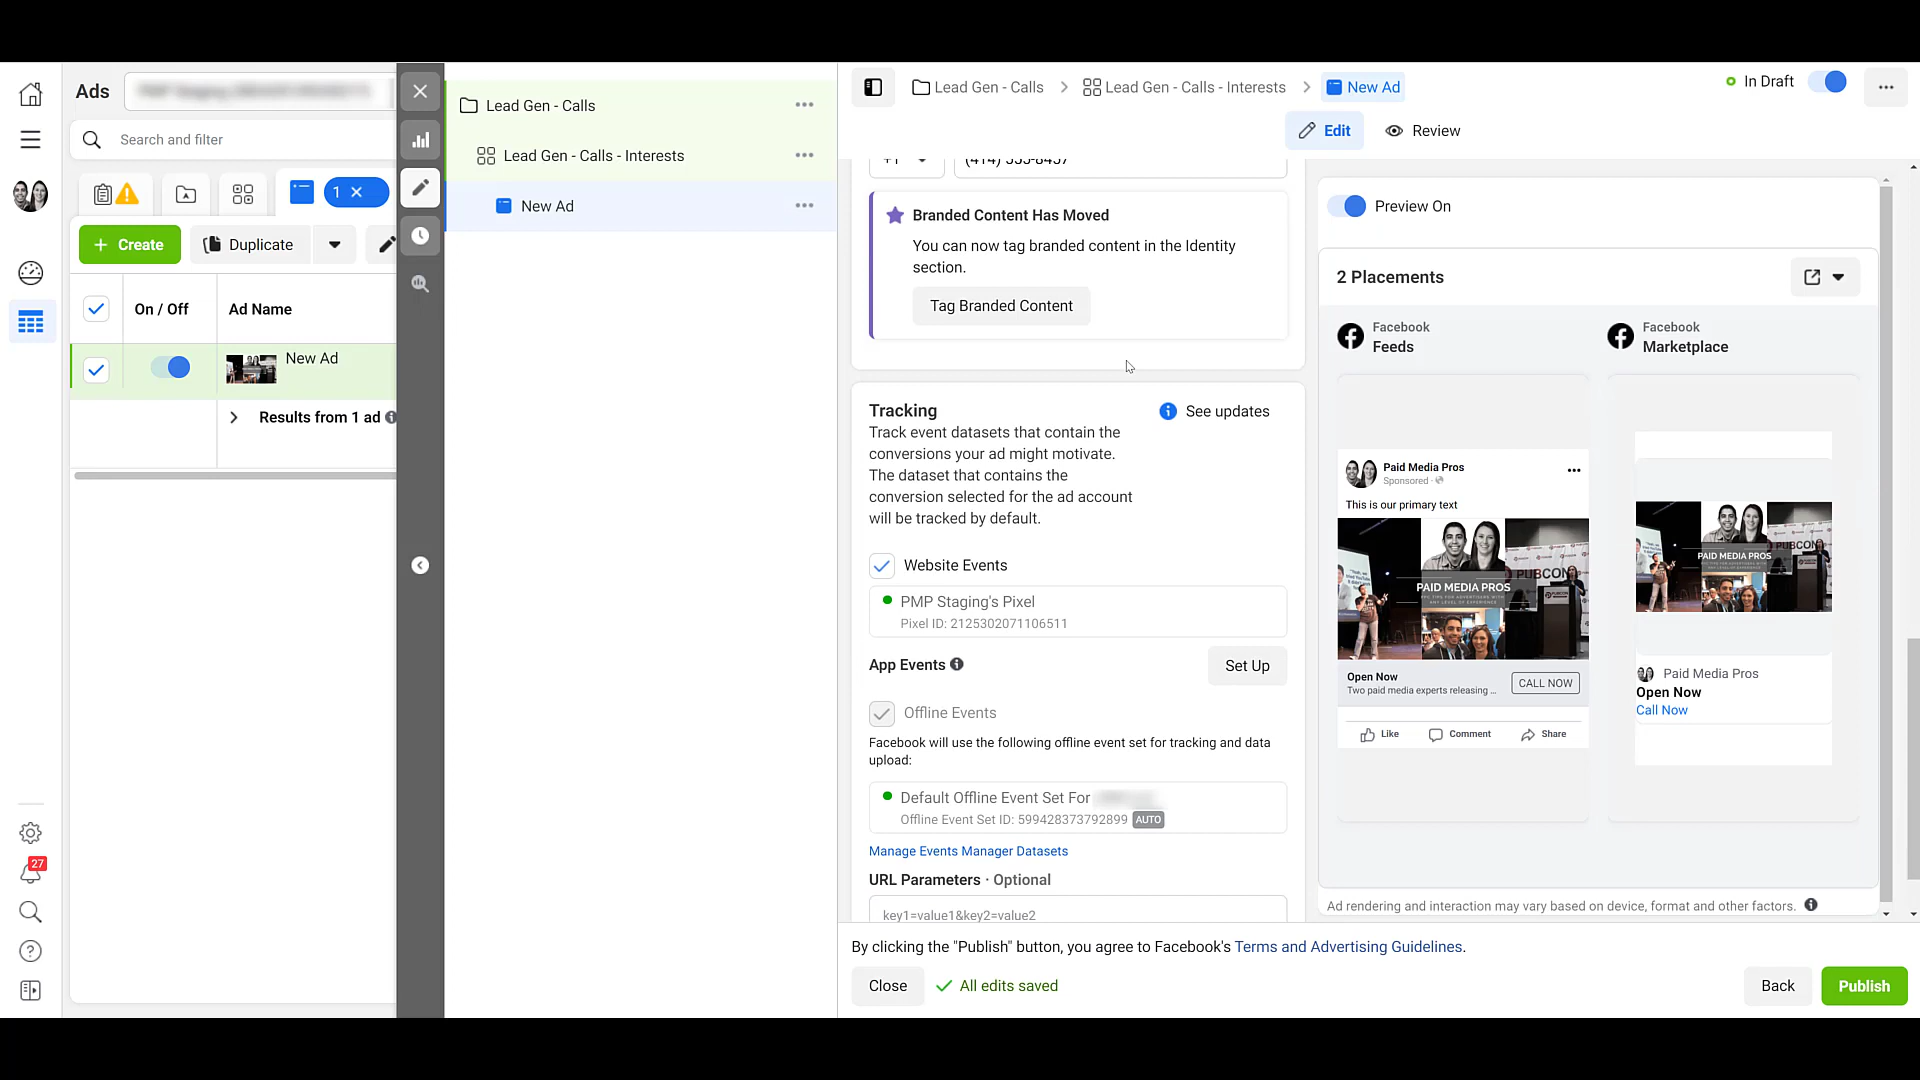 Ads
Search and filter
1
Create
Duplicate
On / Off
Ad Name
New Ad
Results from 1 ad
27
Lead Gen - Calls
Lead Gen - Calls - Interests
New Ad
Lead Gen - Calls
Lead Gen - Calls - Interests
New Ad
In Draft
Edit
Review
Branded Content Has Moved
You can now tag branded content in the Identity
section.
Tag Branded Content
Tracking
See updates
Track event datasets that contain the
conversions your ad might motivate.
The dataset that contains the
conversion selected for the ad account
will be tracked by default.
Website Events
PMP Staging's Pixel
Pixel ID: 2125302071106511
App Events
Set Up
Offline Events
Facebook will use the following offline event set for tracking and data
upload:
Default Offline Event Set For
Offline Event Set ID: 599428373792899 AUTO
Manage Events Manager Datasets
URL Parameters · Optional
key1=value1&key2=value2
Preview On
2 Placements
Facebook
Feeds
Paid Media Pros
Sponsored ·
This is our primary text
PUBCON
PAID MEDIA PROS
Open Now
Two paid media experts releasing ...
CALL NOW
Like
Comment
Share
Facebook
Marketplace
PUBCON
PAID MEDIA PROS
Paid Media Pros
Open Now
Call Now
Ad rendering and interaction may vary based on device, format and other factors.
By clicking the "Publish" button, you agree to Facebook's Terms and Advertising Guidelines.
Close
All edits saved
Back
Publish